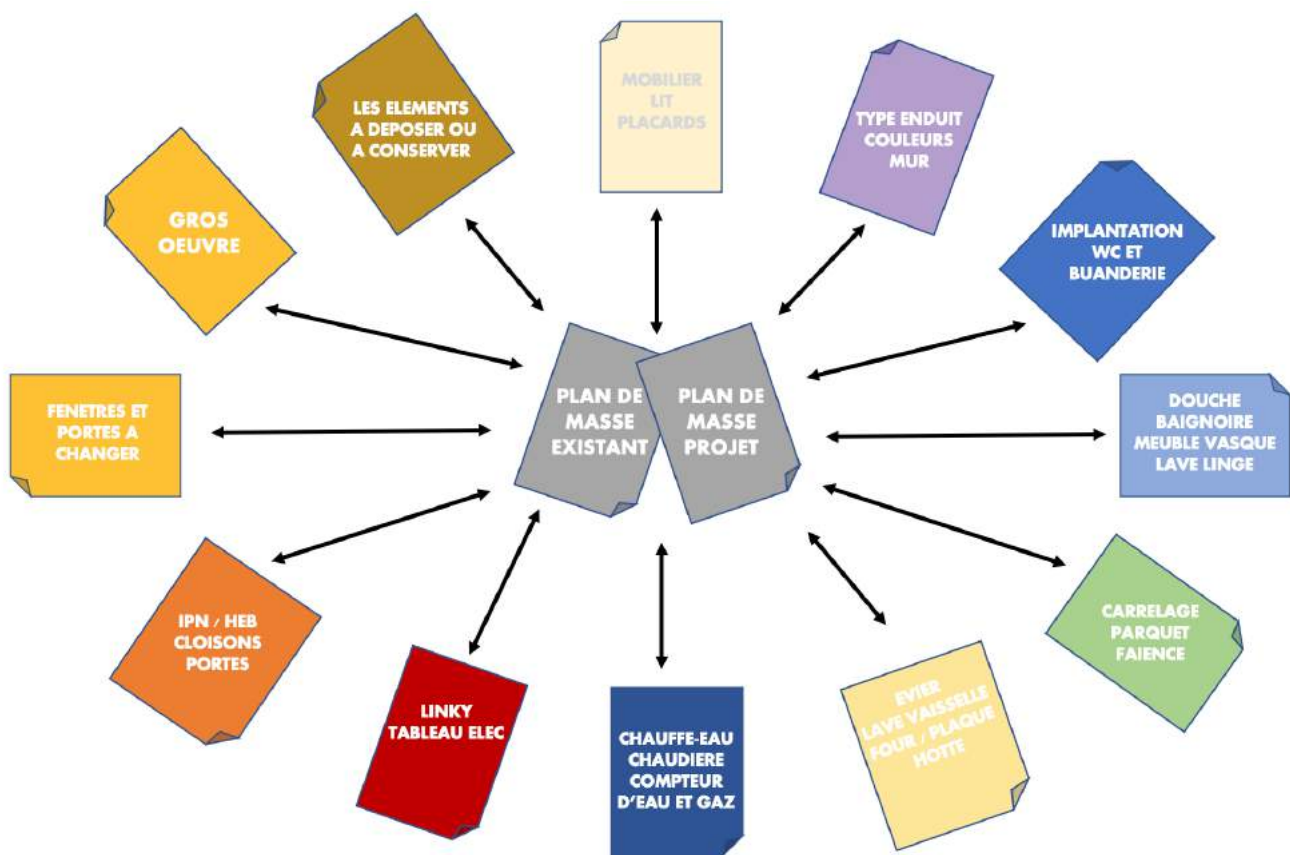 MOBILIER
LIT
PLACARDS
TYPE ENDUIT
COULEURS
MUR
LES ELEMENTS
A DEPOSER OU
A CONSERVER
GROS
OEUVRE
IMPLANTATION
WC ET
BUANDERIE
FENETRES ET
PORTES A
CHANGER
PLAN DE
MASSE
EXISTANT
PLAN DE
MASSE
PROJET
DOUCHE
BAIGNOIRE
MEUBLE VASQUE
LAVE LINGE
IPN / HEB
CLOISONS
PORTES
LINKY
TABLEAU ELEC
CHAUFFE-EAU
CHAUDIERE
COMPTEUR
D'EAU ET GAZ
EVIER
LAVE VAISSELLE
FOUR / PLAQUE
HOTTE
CARRELAGE
PARQUET
FAIENCE